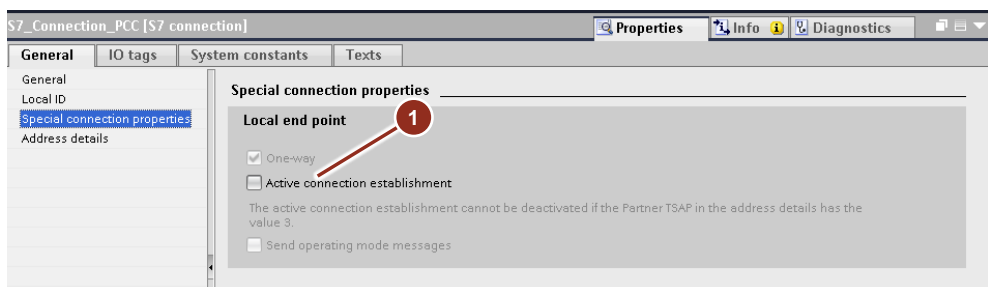 S7_Connection_PCC [S7 connection]
Properties
Info
Diagnostics
General
IO tags
System constants
Texts
General
Local ID
Special connection properties
Address details
Special connection properties
Local end point
1
One-way
Active connection establishment
The active connection establishment cannot be deactivated if the Partner TSAP in the address details has the
value 3.
Send operating mode messages